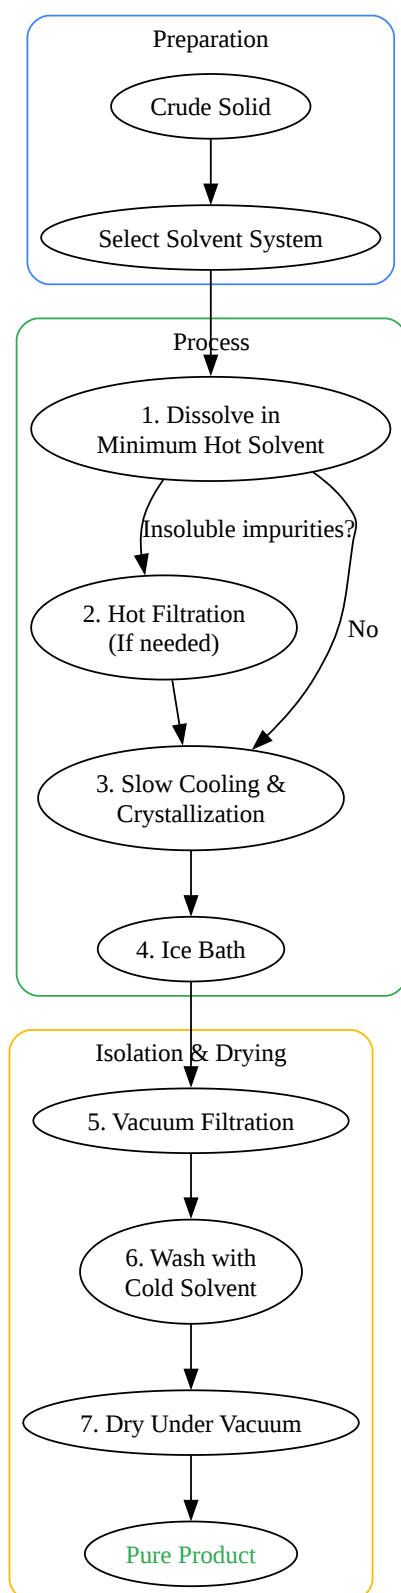 Preparation
Crude Solid
Select Solvent System
Process
1. Dissolve in
Minimum Hot Solvent
Insoluble impurities?
2. Hot Filtration
(If needed)
No
3. Slow Cooling &
Crystallization
4. Ice Bath
Isolation & Drying
5. Vacuum Filtration
6. Wash with
Cold Solvent
7. Dry Under Vacuum
Pure Product